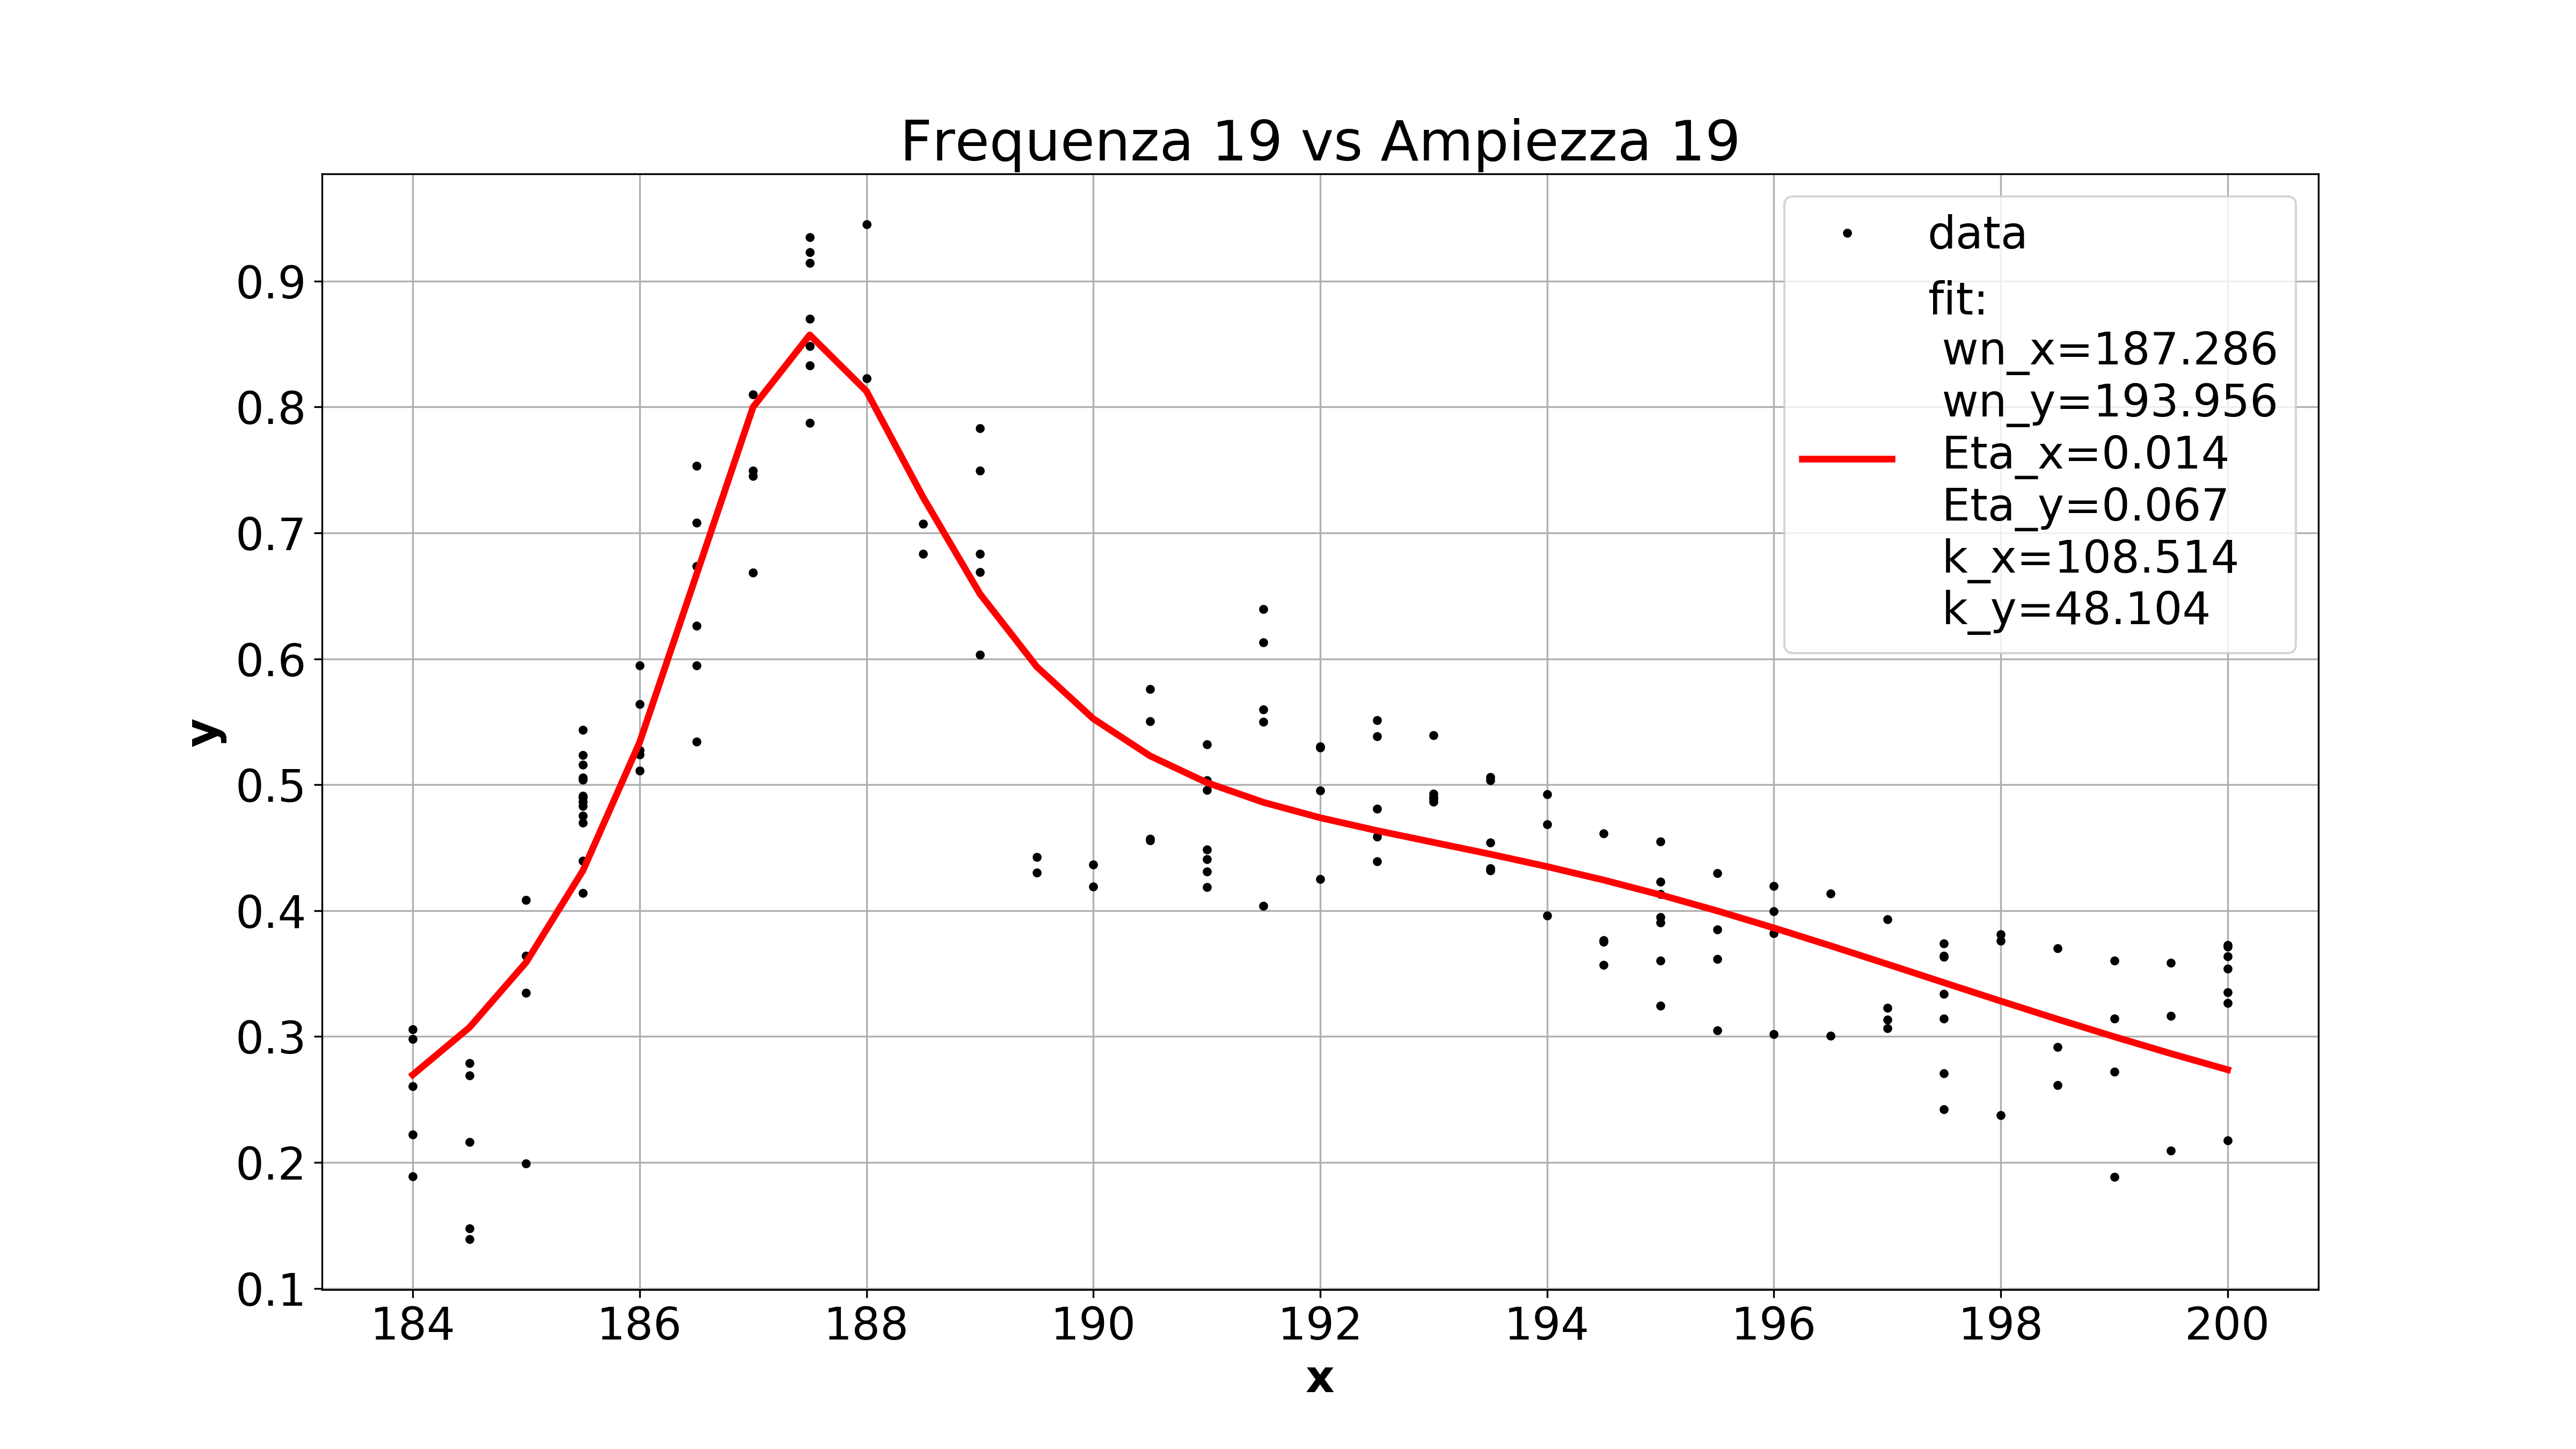 Frequenza 19 vs Ampiezza 19
data
fit:
wn_x=187.286
wn_y=193.956
Eta_x=0.014
Eta_y=0.067
k_x=108.514
k_y=48.104
0.9
0.8
0.7
0.6
0.5
0.4
0.3
0.2
0.1
y
184 186 188 190 192 194 196 198 200
x